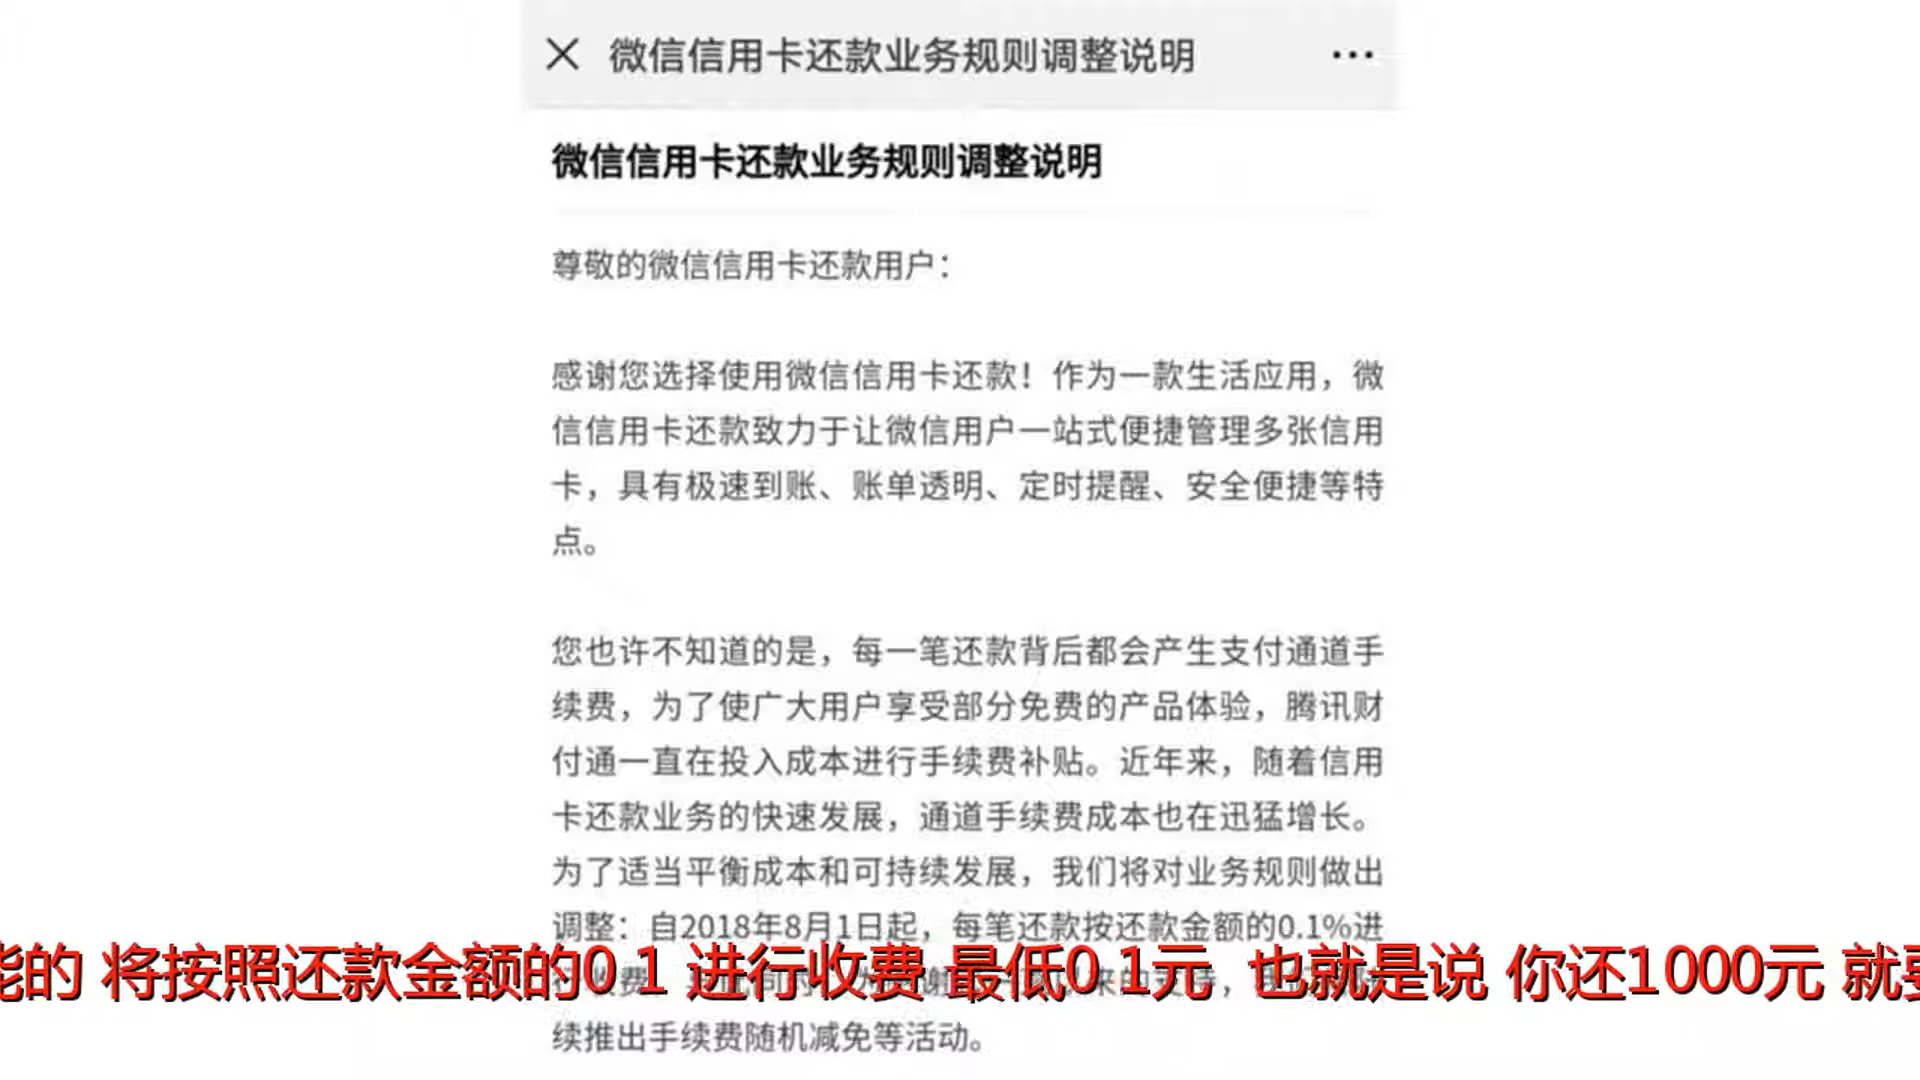 微信信用卡还款业务规则调整说明
微信信用卡还款业务规则调整说明
尊敬的微信信用卡还款用户：
感谢您选择使用微信信用卡还款！作为一款生活应用，微
信信用卡还款致力于让微信用户一站式便捷管理多张信用
卡，具有极速到账、账单透明、定时提醒、安全便捷等特
点。
您也许不知道的是，每一笔还款背后都会产生支付通道手
续费，为了使广大用户享受部分免费的产品体验，腾讯财
付通一直在投入成本进行手续费补贴。近年来，随着信用
卡还款业务的快速发展，通道手续费成本也在迅猛增长。
为了适当平衡成本和可持续发展，我们将对业务规则做出
调整：自2018年8月1日起，每笔还款按还款金额的0.1%进
能的 将按照还款金额的0.1 进行收费 最低0.1元 也就是说 你还1000元 就要
续推出手续费随机减免等活动。